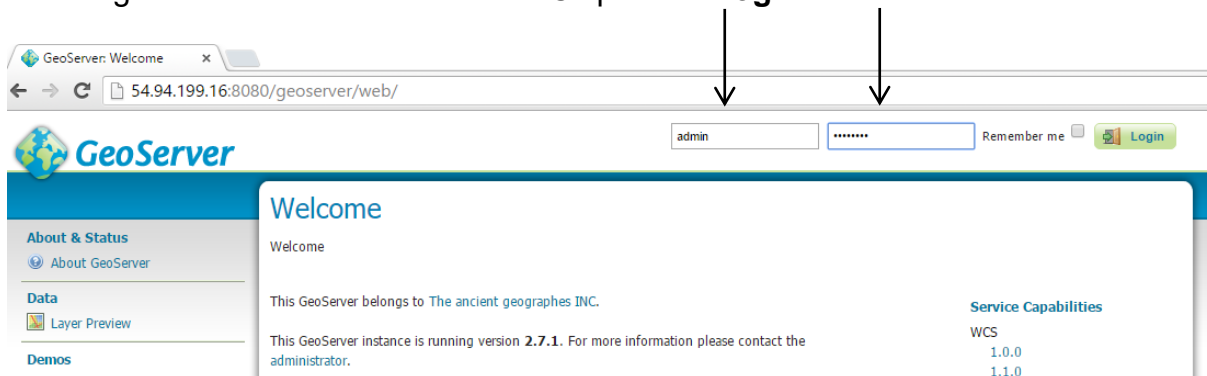 GeoServer: Welcome
54.94.199.16:8080/geoserver/web/
GeoServer
admin
••••••••
Remember me
Login
Welcome
About & Status
About GeoServer
Data
Layer Preview
Demos
Welcome
This GeoServer belongs to The ancient geographes INC.
This GeoServer instance is running version 2.7.1. For more information please contact the
administrator.
Service Capabilities
WCS
1.0.0
1.1.0